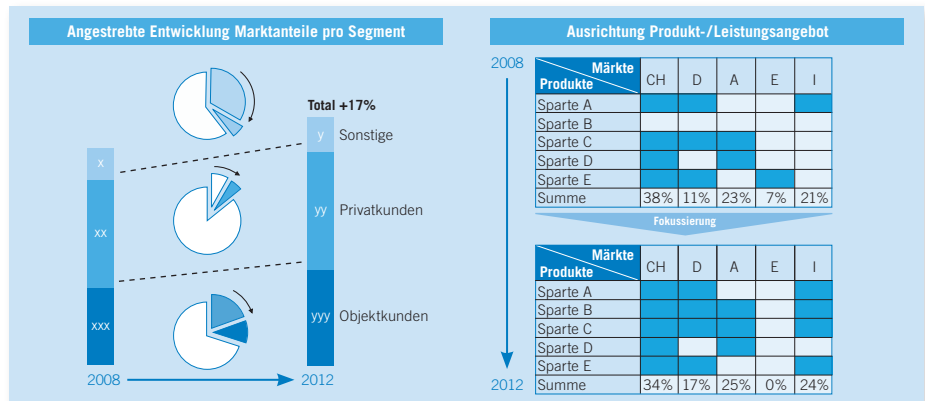 Angestrebte Entwicklung Marktanteile pro Segment
Total +17%
y Sonstige
x
yy Privatkunden
xx
yyy Objektkunden
xxx
2008 2012
Ausrichtung Produkt-/Leistungsangebot
2008
Märkte
Produkte
CH D A E I
Sparte A
Sparte B
Sparte C
Sparte D
Sparte E
Summe 38% 11% 23% 7% 21%
Fokussierung
Märkte
Produkte
CH D A E I
Sparte A
Sparte B
Sparte C
Sparte D
Sparte E
2012
Summe 34% 17% 25% 0% 24%